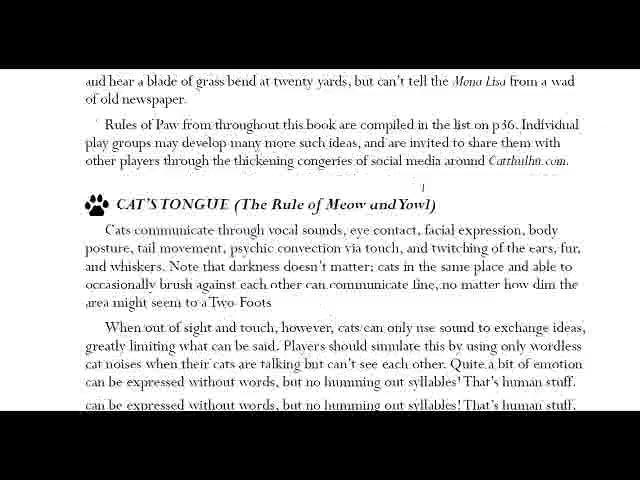 and hear a blade of grass bend at twenty yards, but can't tell the Mona Lisa from a wad
of old newspaper.
Rules of Paw from throughout this book are compiled in the list on p36. Individual
play groups may develop many more such ideas, and are invited to share them with
other players through the thickening congeries of social media around Catthulhu.com.
CAT'S TONGUE (The Rule of Meow and Yowl)
Cats communicate through vocal sounds, eye contact, facial expression, body
posture, tail movement, psychic convection via touch, and twitching of the ears, fur,
and whiskers. Note that darkness doesn't matter; cats in the same place and able to
occasionally brush against each other can communicate fine, no matter how dim the
area might seem to a Two-Foots
When out of sight and touch, however, cats can only use sound to exchange ideas,
greatly limiting what can be said. Players should simulate this by using only wordless
cat noises when their cats are talking but can't see each other. Quite a bit of emotion
can be expressed without words, but no humming out syllables! That's human stuff.
can be expressed without words, but no humming out syllables! That's human stuff.